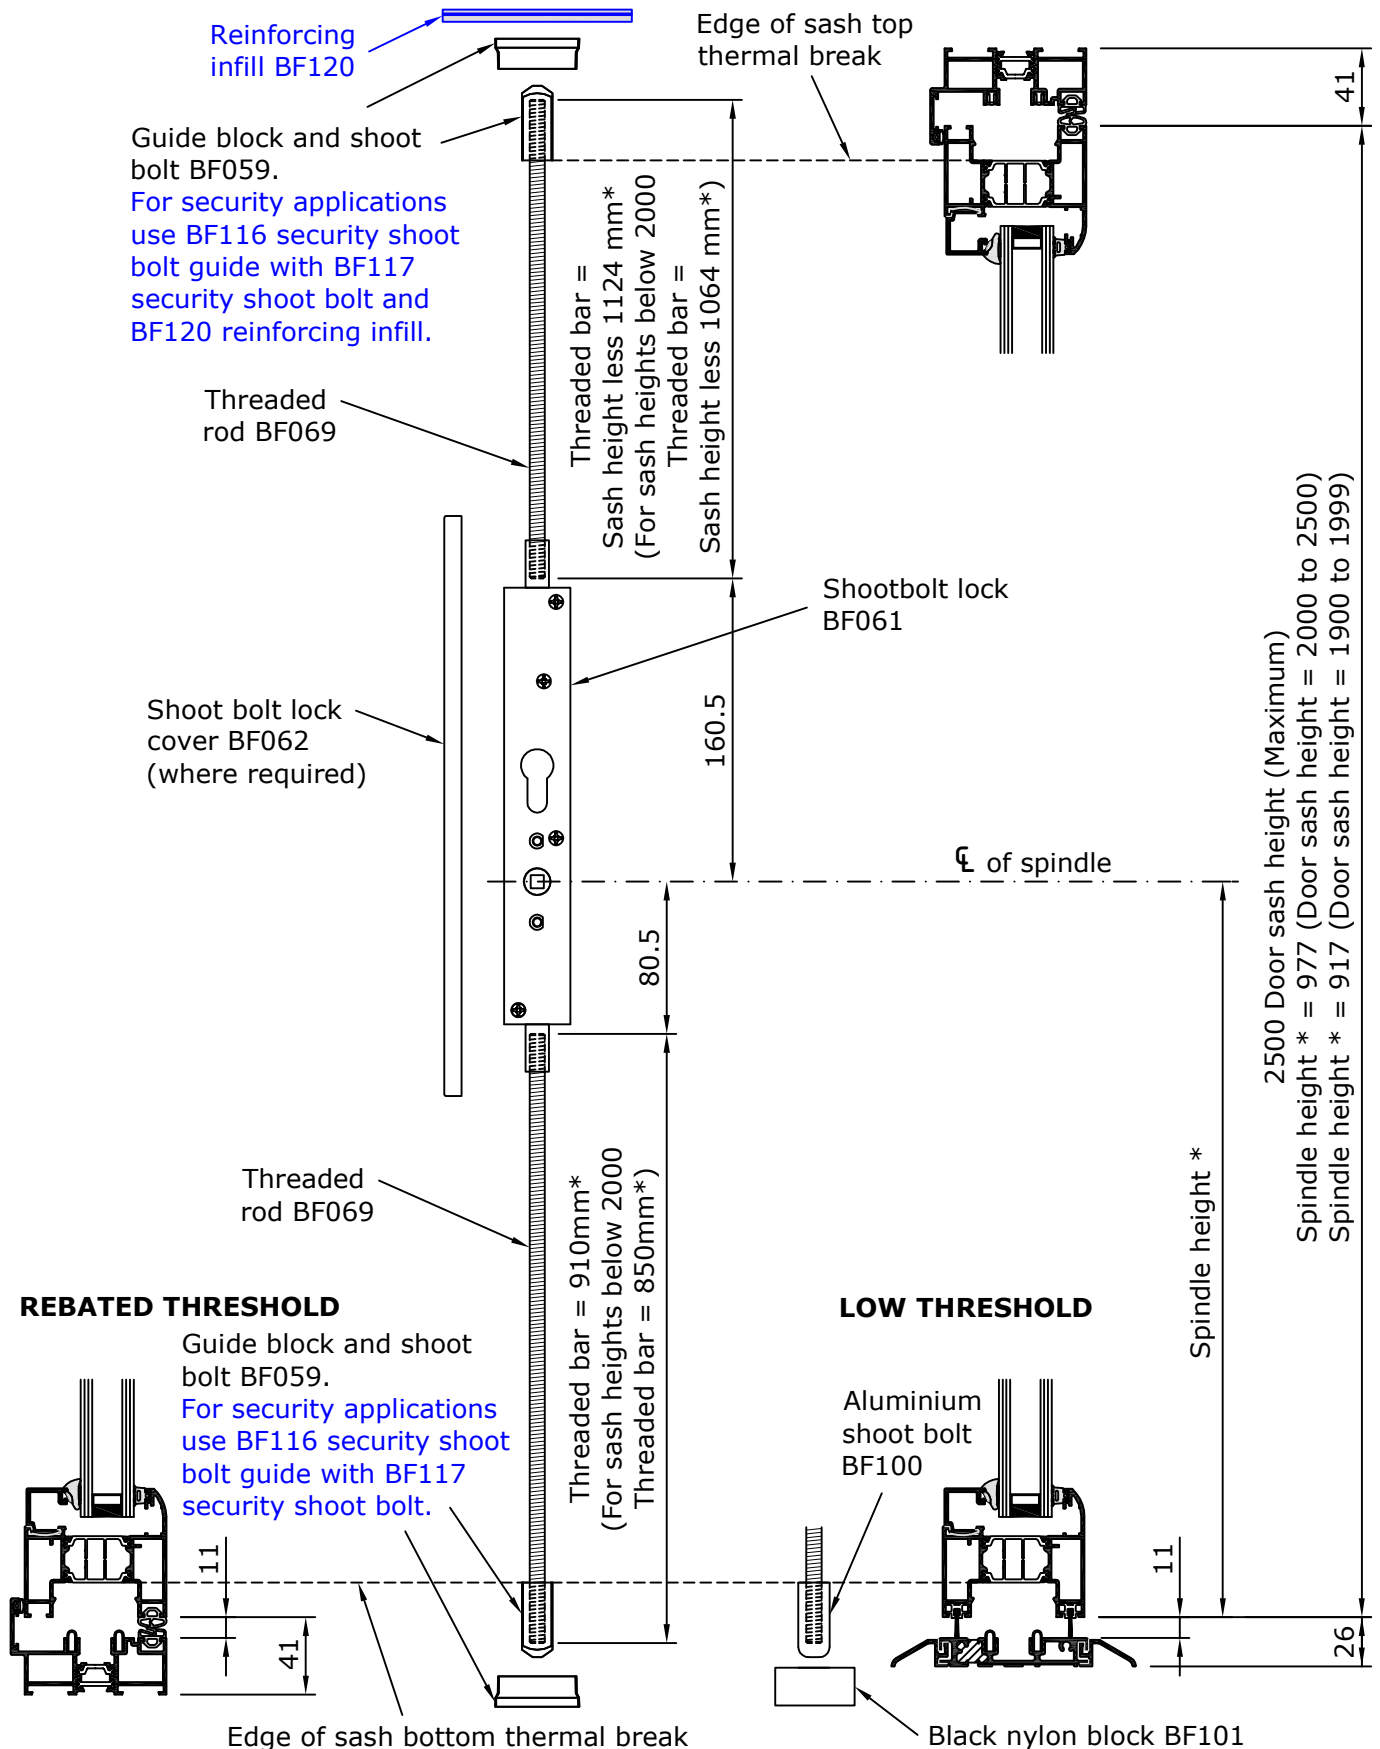 Reinforcing
infill BF120
Edge of sash top
thermal break
41
Guide block and shoot
bolt BF059.
For security applications
use BF116 security shoot
bolt guide with BF117
security shoot bolt and
BF120 reinforcing infill.
Threaded bar =
Sash height less 1124 mm*
(For sash heights below 2000
Threaded bar =
Sash height less 1064 mm*)
Threaded
rod BF069
Shootbolt lock
BF061
160.5
Shoot bolt lock
cover BF062
(where required)
℄ of spindle
80.5
2500 Door sash height (Maximum)
Spindle height * = 977 (Door sash height = 2000 to 2500)
Spindle height * = 917 (Door sash height = 1900 to 1999)
Spindle height *
Threaded
rod BF069
Threaded bar = 910mm*
(For sash heights below 2000
Threaded bar = 850mm*)
REBATED THRESHOLD
Guide block and shoot
bolt BF059.
For security applications
use BF116 security shoot
bolt guide with BF117
security shoot bolt.
11
41
LOW THRESHOLD
Aluminium
shoot bolt
BF100
11
26
Edge of sash bottom thermal break
Black nylon block BF101